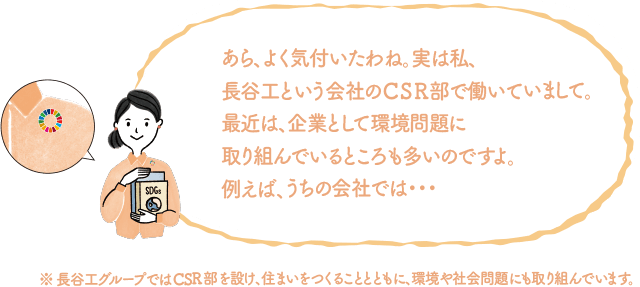 あら、よく気付いたわね。実は私、
長谷工という会社のCSR部で働いていまして。
最近は、企業として環境問題に
取り組んでいるところも多いのですよ。
例えば、うちの会社では・・・
SDGs
※ 長谷工グループではCSR部を設け、住まいをつくることとともに、環境や社会問題にも取り組んでいます。